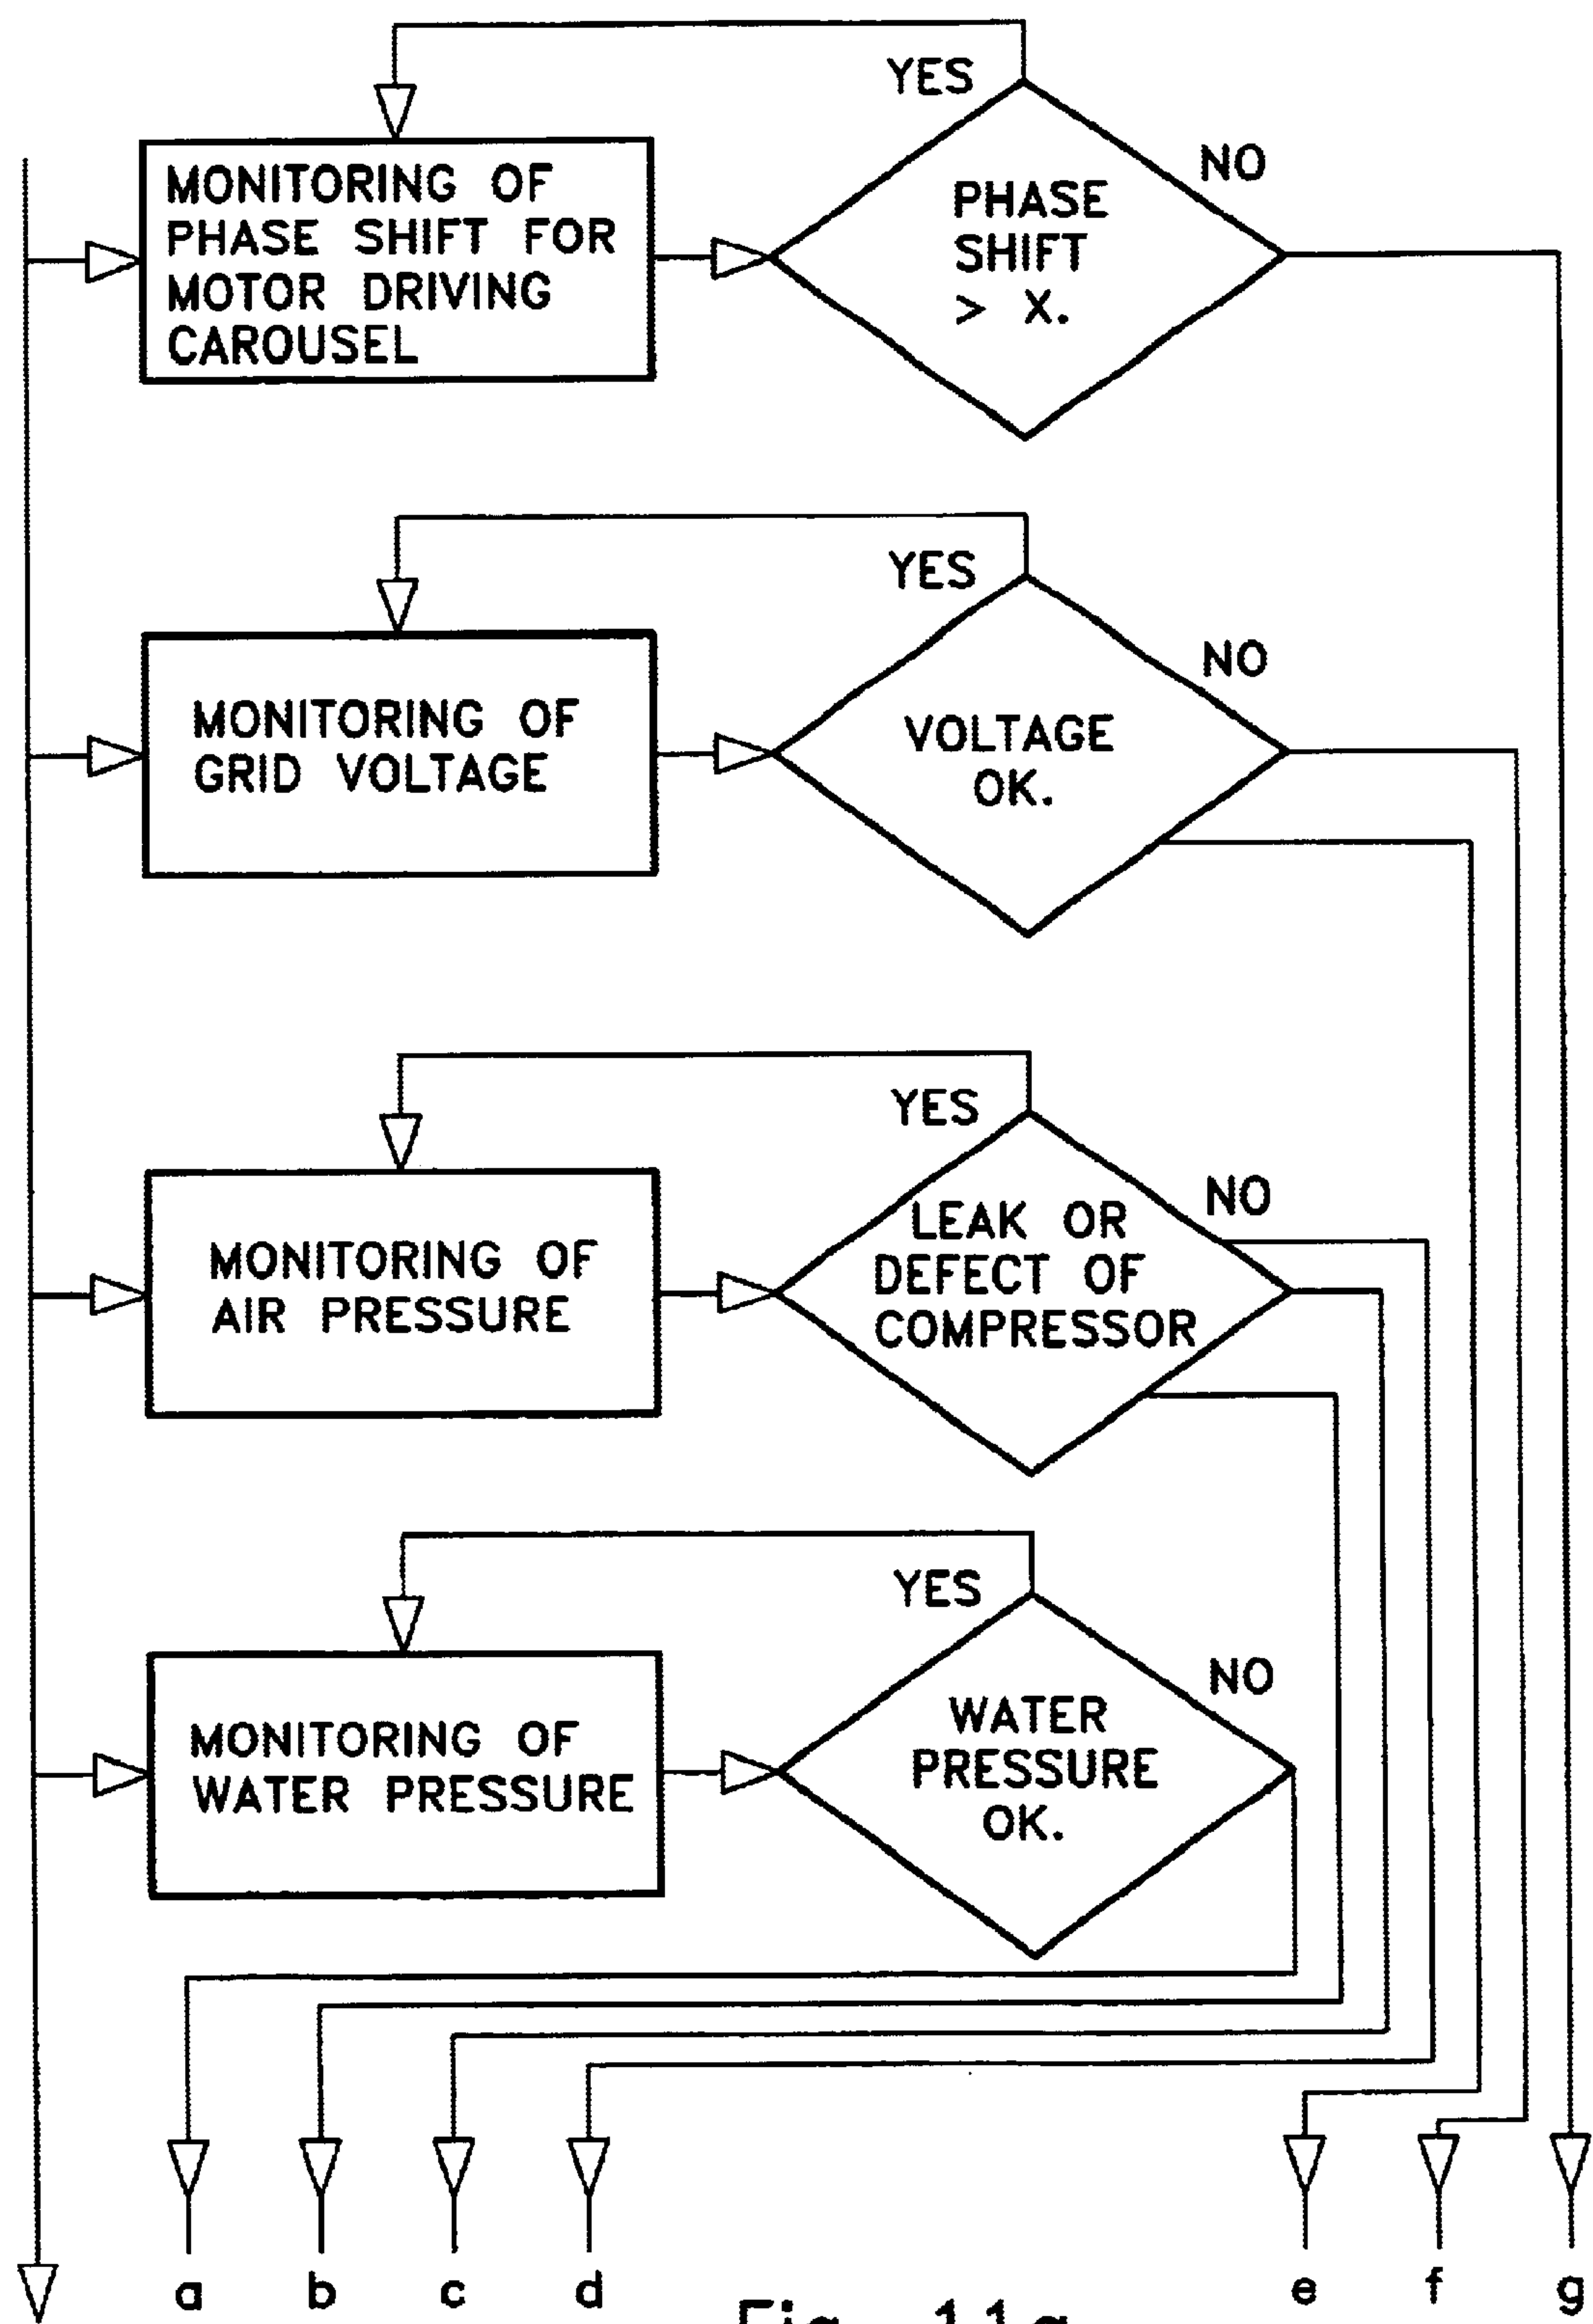 YES
NO
MONITORING OF
PHASE SHIFT FOR
MOTOR DRIVING
CAROUSEL
PHASE
SHIFT
> X.
YES
NO
MONITORING OF
GRID VOLTAGE
VOLTAGE
OK.
YES
NO
MONITORING OF
AIR PRESSURE
LEAK OR
DEFECT OF
COMPRESSOR
YES
NO
MONITORING OF
WATER PRESSURE
WATER
PRESSURE
OK.
a b c d e f g
Fig. 11a